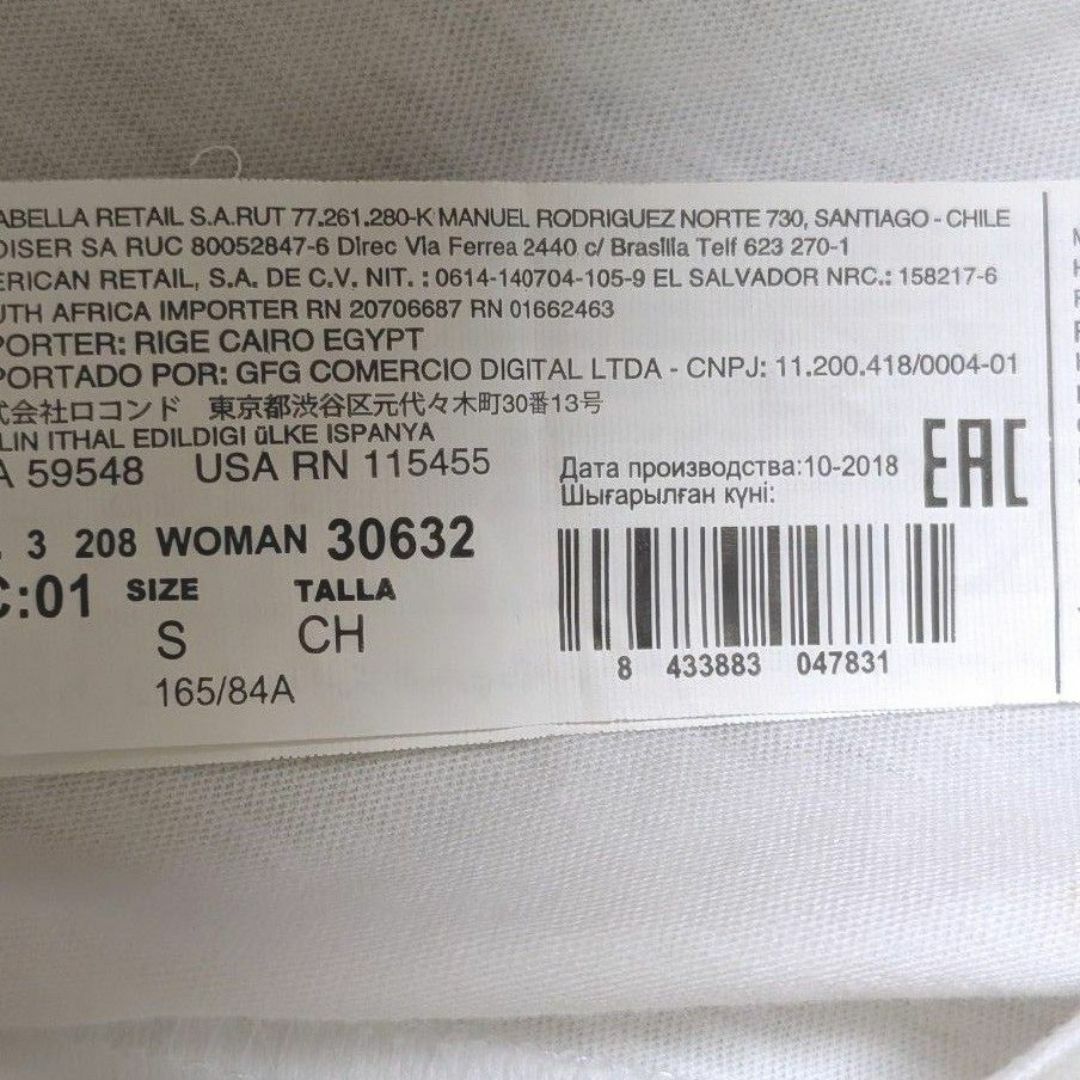 ABELLA RETAIL S.A.RUT 77.261.280-K MANUEL RODRIGUEZ NORTE 730, SANTIAGO - CHILE
DISER SA RUC 80052847-6 Direc Via Ferrea 2440 c/ Brasilia Telf 623 270-1
ERICAN RETAIL, S.A. DE C.V. NIT. : 0614-140704-105-9 EL SALVADOR NRC.: 158217-6
UTH AFRICA IMPORTER RN 20706687 RN 01662463
PORTER: RIGE CAIRO EGYPT
PORTADO POR: GFG COMERCIO DIGITAL LTDA - CNPJ: 11.200.418/0004-01
式会社ロコンド 東京都渋谷区元代々木町30番13号
LIN ITHAL EDILDIGI üLKE ISPANYA
A 59548 USA RN 115455
Дата производства:10-2018
Шығарылған күні:
EAC
3 208 WOMAN 30632
C:01 SIZE TALLA
S CH
165/84A
8 433883 047831